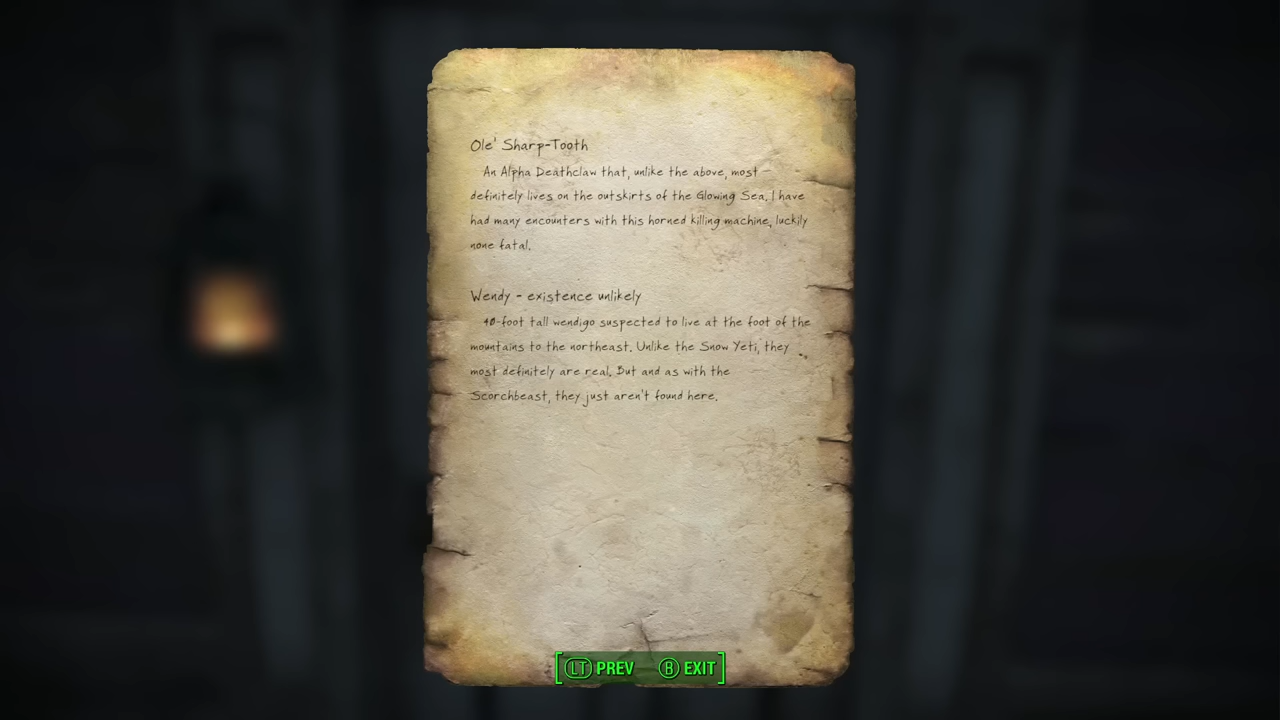 Ole' Sharp-Tooth
An Alpha Deathclaw that, unlike the above, most
definitely lives on the outskirts of the Glowing Sea. I have
had many encounters with this horned killing machine, luckily
none fatal.
Wendy - existence unlikely
40-foot tall wendigo suspected to live at the foot of the
mountains to the northeast. Unlike the Snow Yeti, they
most definitely are real. But and as with the
Scorchbeast, they just aren't found here.
LT PREV B EXIT